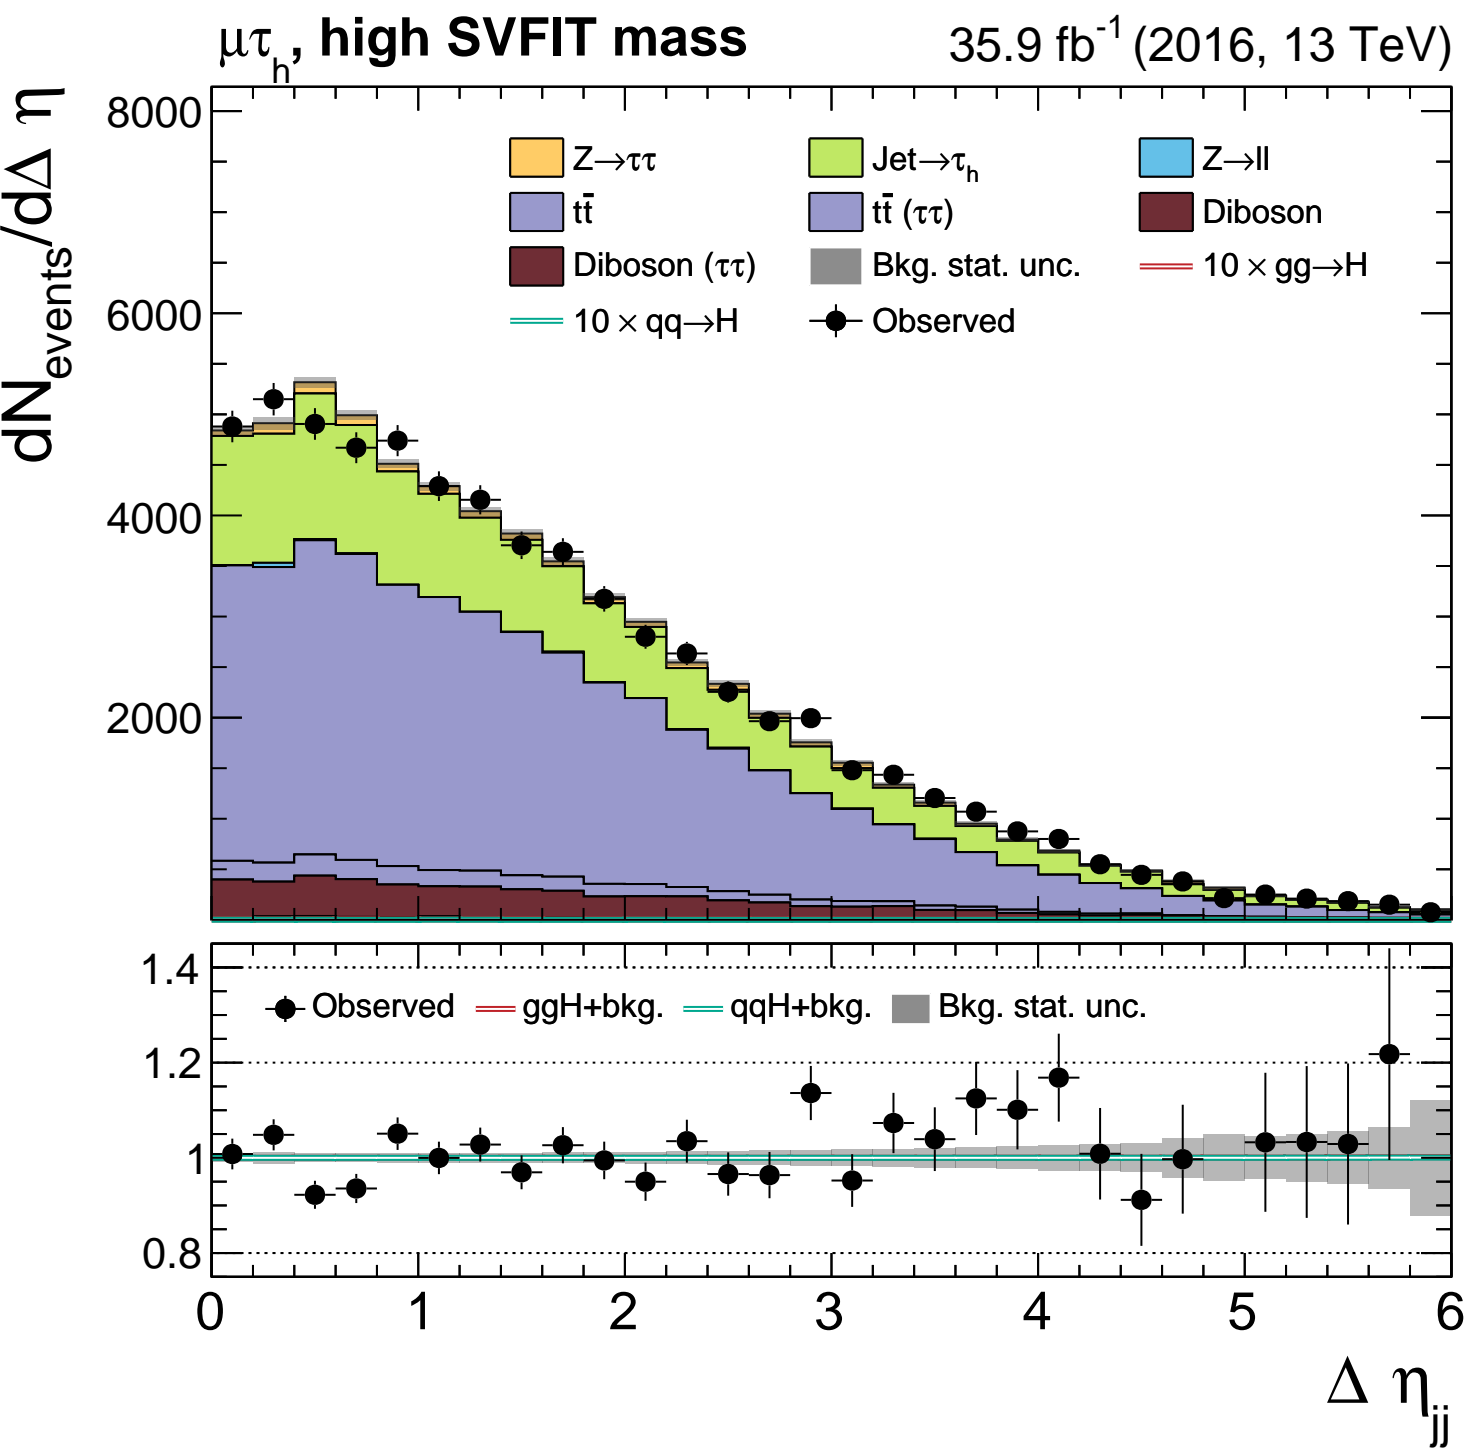 μτh, high SVFIT mass 35.9 fb-1 (2016, 13 TeV)
dNevents/dΔ η
8000
6000
4000
2000
Z→ττ Jet→τh Z→ll
tt̄ tt̄ (ττ) Diboson
Diboson (ττ) Bkg. stat. unc. 10 × gg→H
10 × qq→H Observed
1.4
1.2
1
0.8
Observed ggH+bkg. qqH+bkg. Bkg. stat. unc.
0 1 2 3 4 5 6
Δ ηjj